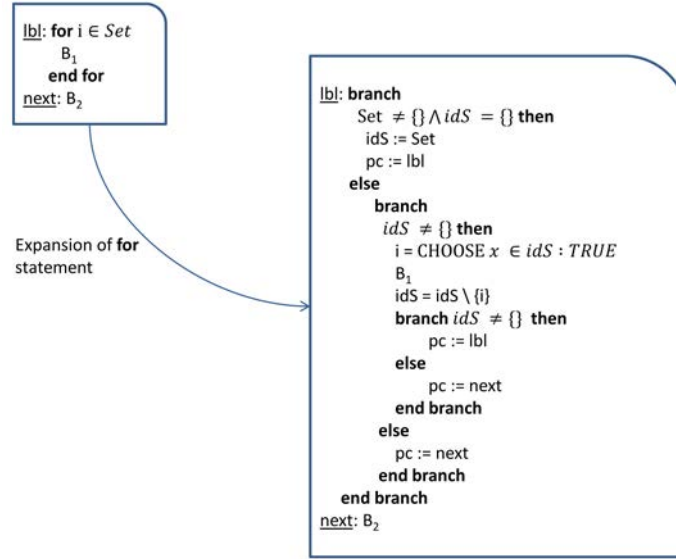 lbl: for i ∈ Set
B₁
end for
next: B₂
Expansion of for
statement
lbl: branch
Set ≠ {} ⋀ idS = {} then
idS := Set
pc := lbl
else
branch
idS ≠ {} then
i = CHOOSE x ∈ idS : TRUE
B₁
idS = idS \ {i}
branch idS ≠ {} then
pc := lbl
else
pc := next
end branch
else
pc := next
end branch
end branch
next: B₂